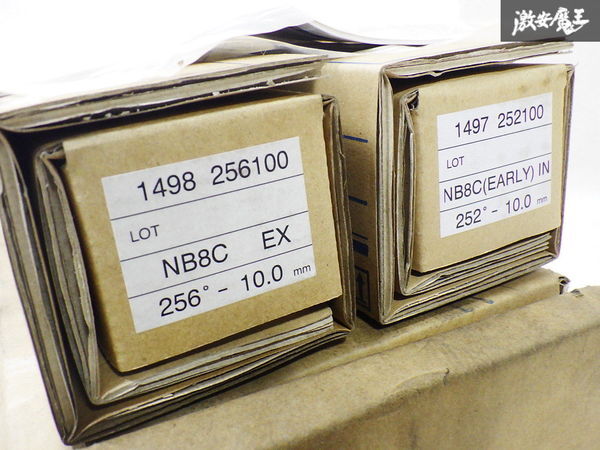 激安魔王
1498 256100
LOT
NB8C EX
256° - 10.0 mm
1497 252100
LOT
NB8C(EARLY) IN
252° - 10.0 mm